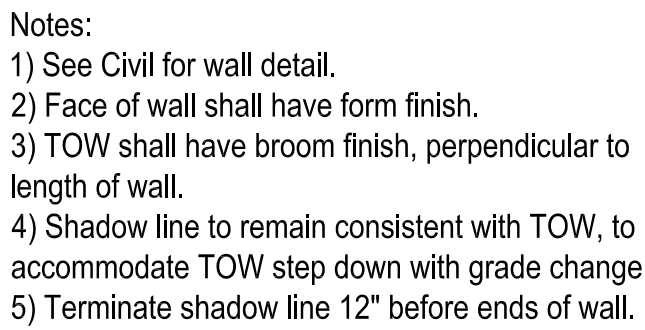 Notes:
1) See Civil for wall detail.
2) Face of wall shall have form finish.
3) TOW shall have broom finish, perpendicular to
length of wall.
4) Shadow line to remain consistent with TOW, to
accommodate TOW step down with grade change
5) Terminate shadow line 12" before ends of wall.